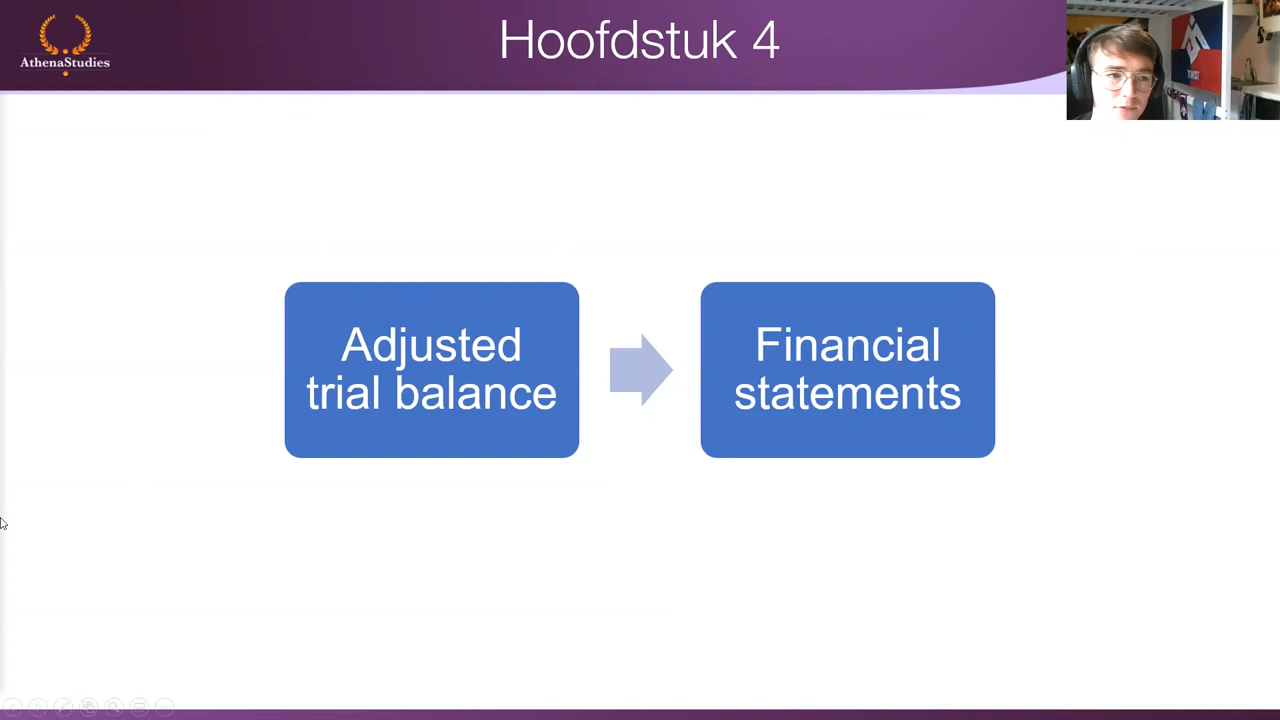 AthenaStudies
Hoofdstuk 4
Adjusted
trial balance
Financial
statements